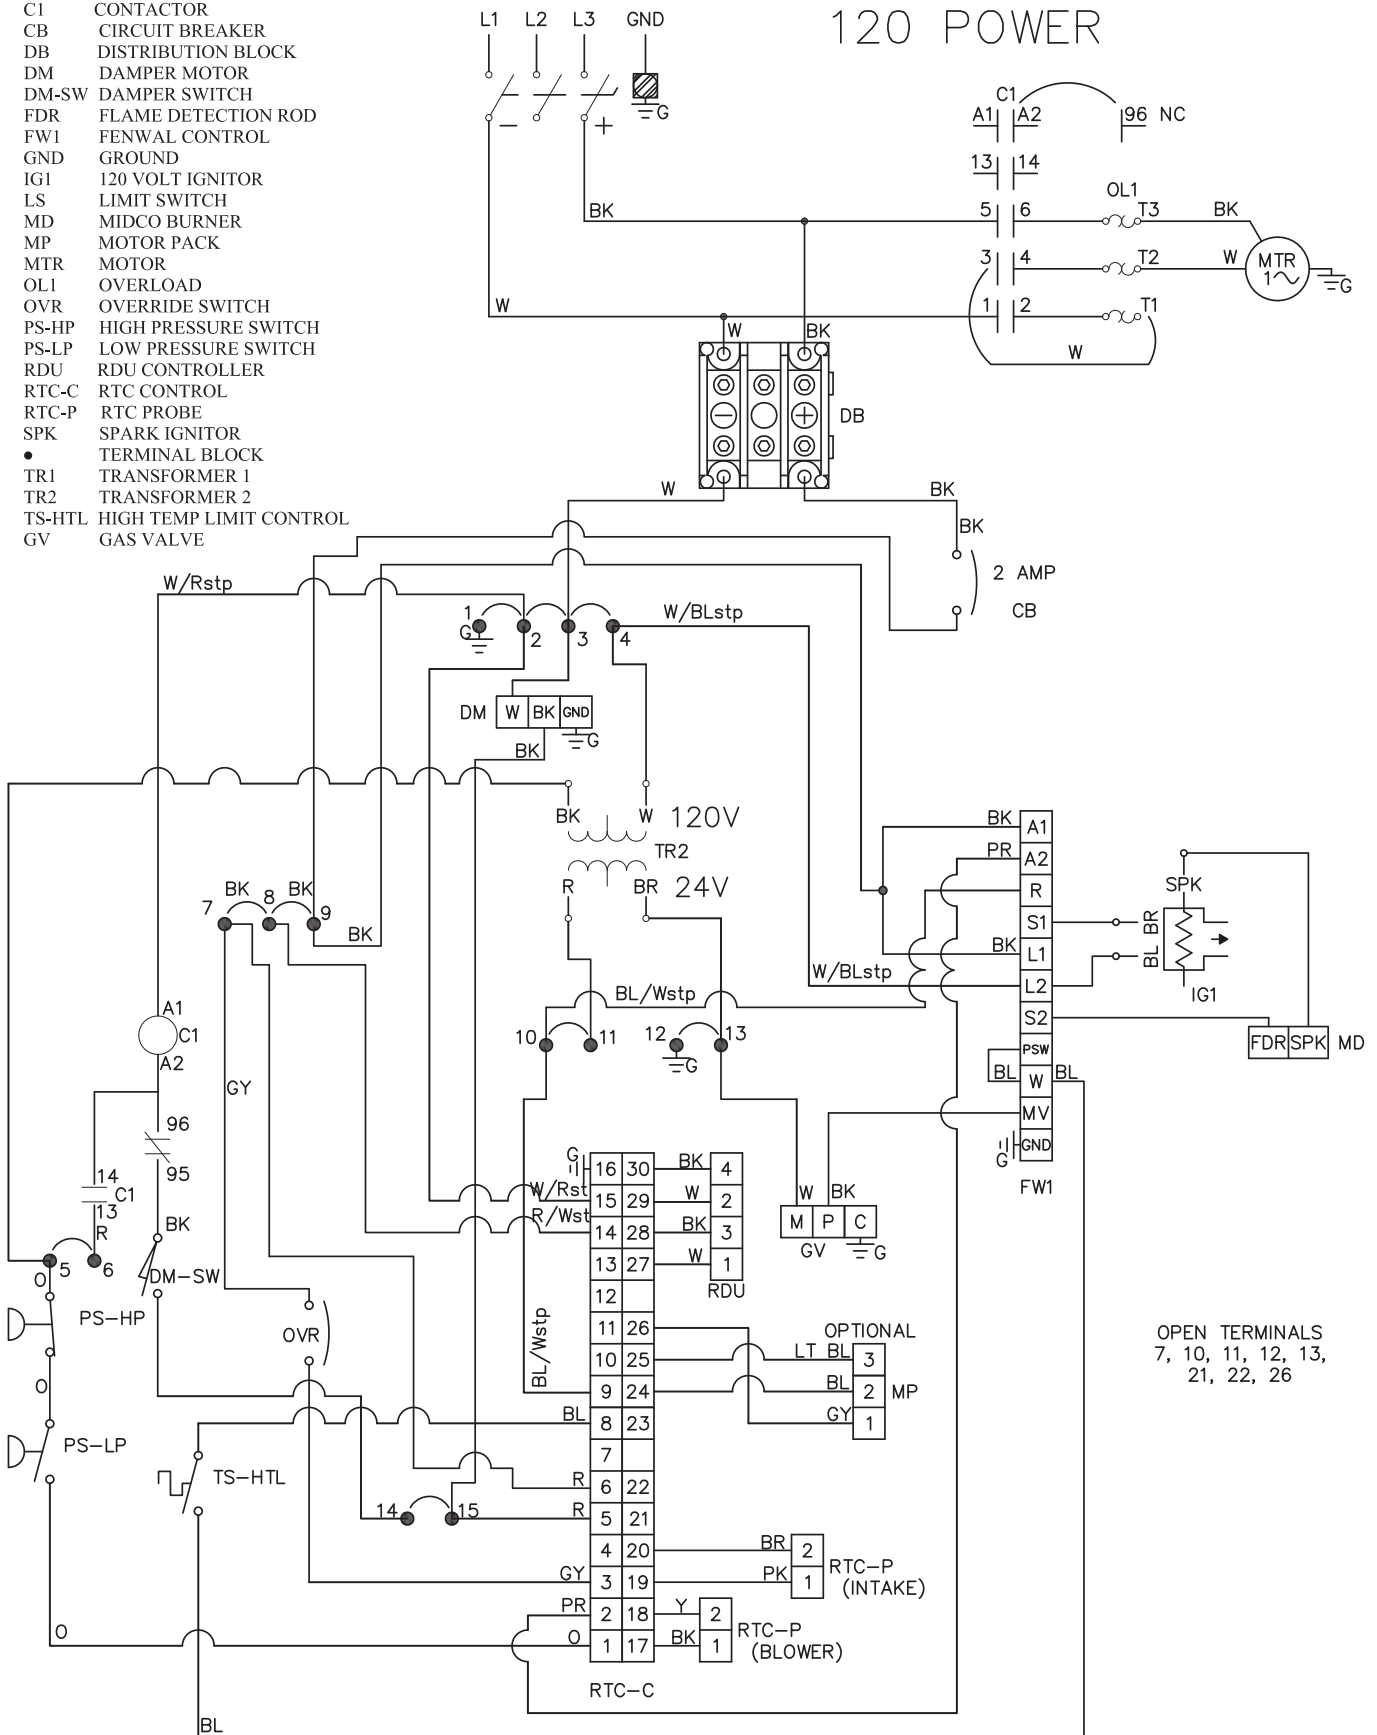 C1 CONTACTOR
CB CIRCUIT BREAKER
DB DISTRIBUTION BLOCK
DM DAMPER MOTOR
DM-SW DAMPER SWITCH
FDR FLAME DETECTION ROD
FW1 FENWAL CONTROL
GND GROUND
IG1 120 VOLT IGNITOR
LS LIMIT SWITCH
MD MIDCO BURNER
MP MOTOR PACK
MTR MOTOR
OL1 OVERLOAD
OVR OVERRIDE SWITCH
PS-HP HIGH PRESSURE SWITCH
PS-LP LOW PRESSURE SWITCH
RDU RDU CONTROLLER
RTC-C RTC CONTROL
RTC-P RTC PROBE
SPK SPARK IGNITOR
● TERMINAL BLOCK
TR1 TRANSFORMER 1
TR2 TRANSFORMER 2
TS-HTL HIGH TEMP LIMIT CONTROL
GV GAS VALVE
120 POWER
L1 L2 L3 GND
G
− +
C1
A1 A2 96 NC
13 14
OL1
BK 5 6 T3 BK
3 4 T2 W MTR
1~
G
W 1 2 T1
W
W BK
− + DB
W BK
BK
2 AMP
CB
W/Rstp
1 G 2 3 4 W/BLstp
DM W BK GND
G
BK
BK W 120V
TR2
R BR 24V
7 BK 8 BK 9
BK
BK A1
PR A2
R
S1 BR
BK L1 BL
W/BLstp L2
S2
PSW
BL W BL
MV
G GND
FW1
SPK
IG1
FDR SPK MD
BL/Wstp
10 11 12 13
G
A1
C1
A2
GY
96
95
14
C1
13
R
BK
5 6
DM-SW
O
PS-HP
O
PS-LP
O
OVR
TS-HTL
14 15
BL
W/Rst
R/Wst
BL/Wstp
G 16 30 BK 4
15 29 W 2
14 28 BK 3
13 27 W 1
RDU
12
11 26
10 25 LT BL 3
9 24 BL 2 MP
GY 1
OPTIONAL
BL 8 23
7
R 6 22
R 5 21
4 20 BR 2
GY 3 19 PK 1
RTC-P
(INTAKE)
PR 2 18 Y 2
O 1 17 BK 1
RTC-P
(BLOWER)
RTC-C
W BK
M P C
GV G
OPEN TERMINALS
7, 10, 11, 12, 13,
21, 22, 26